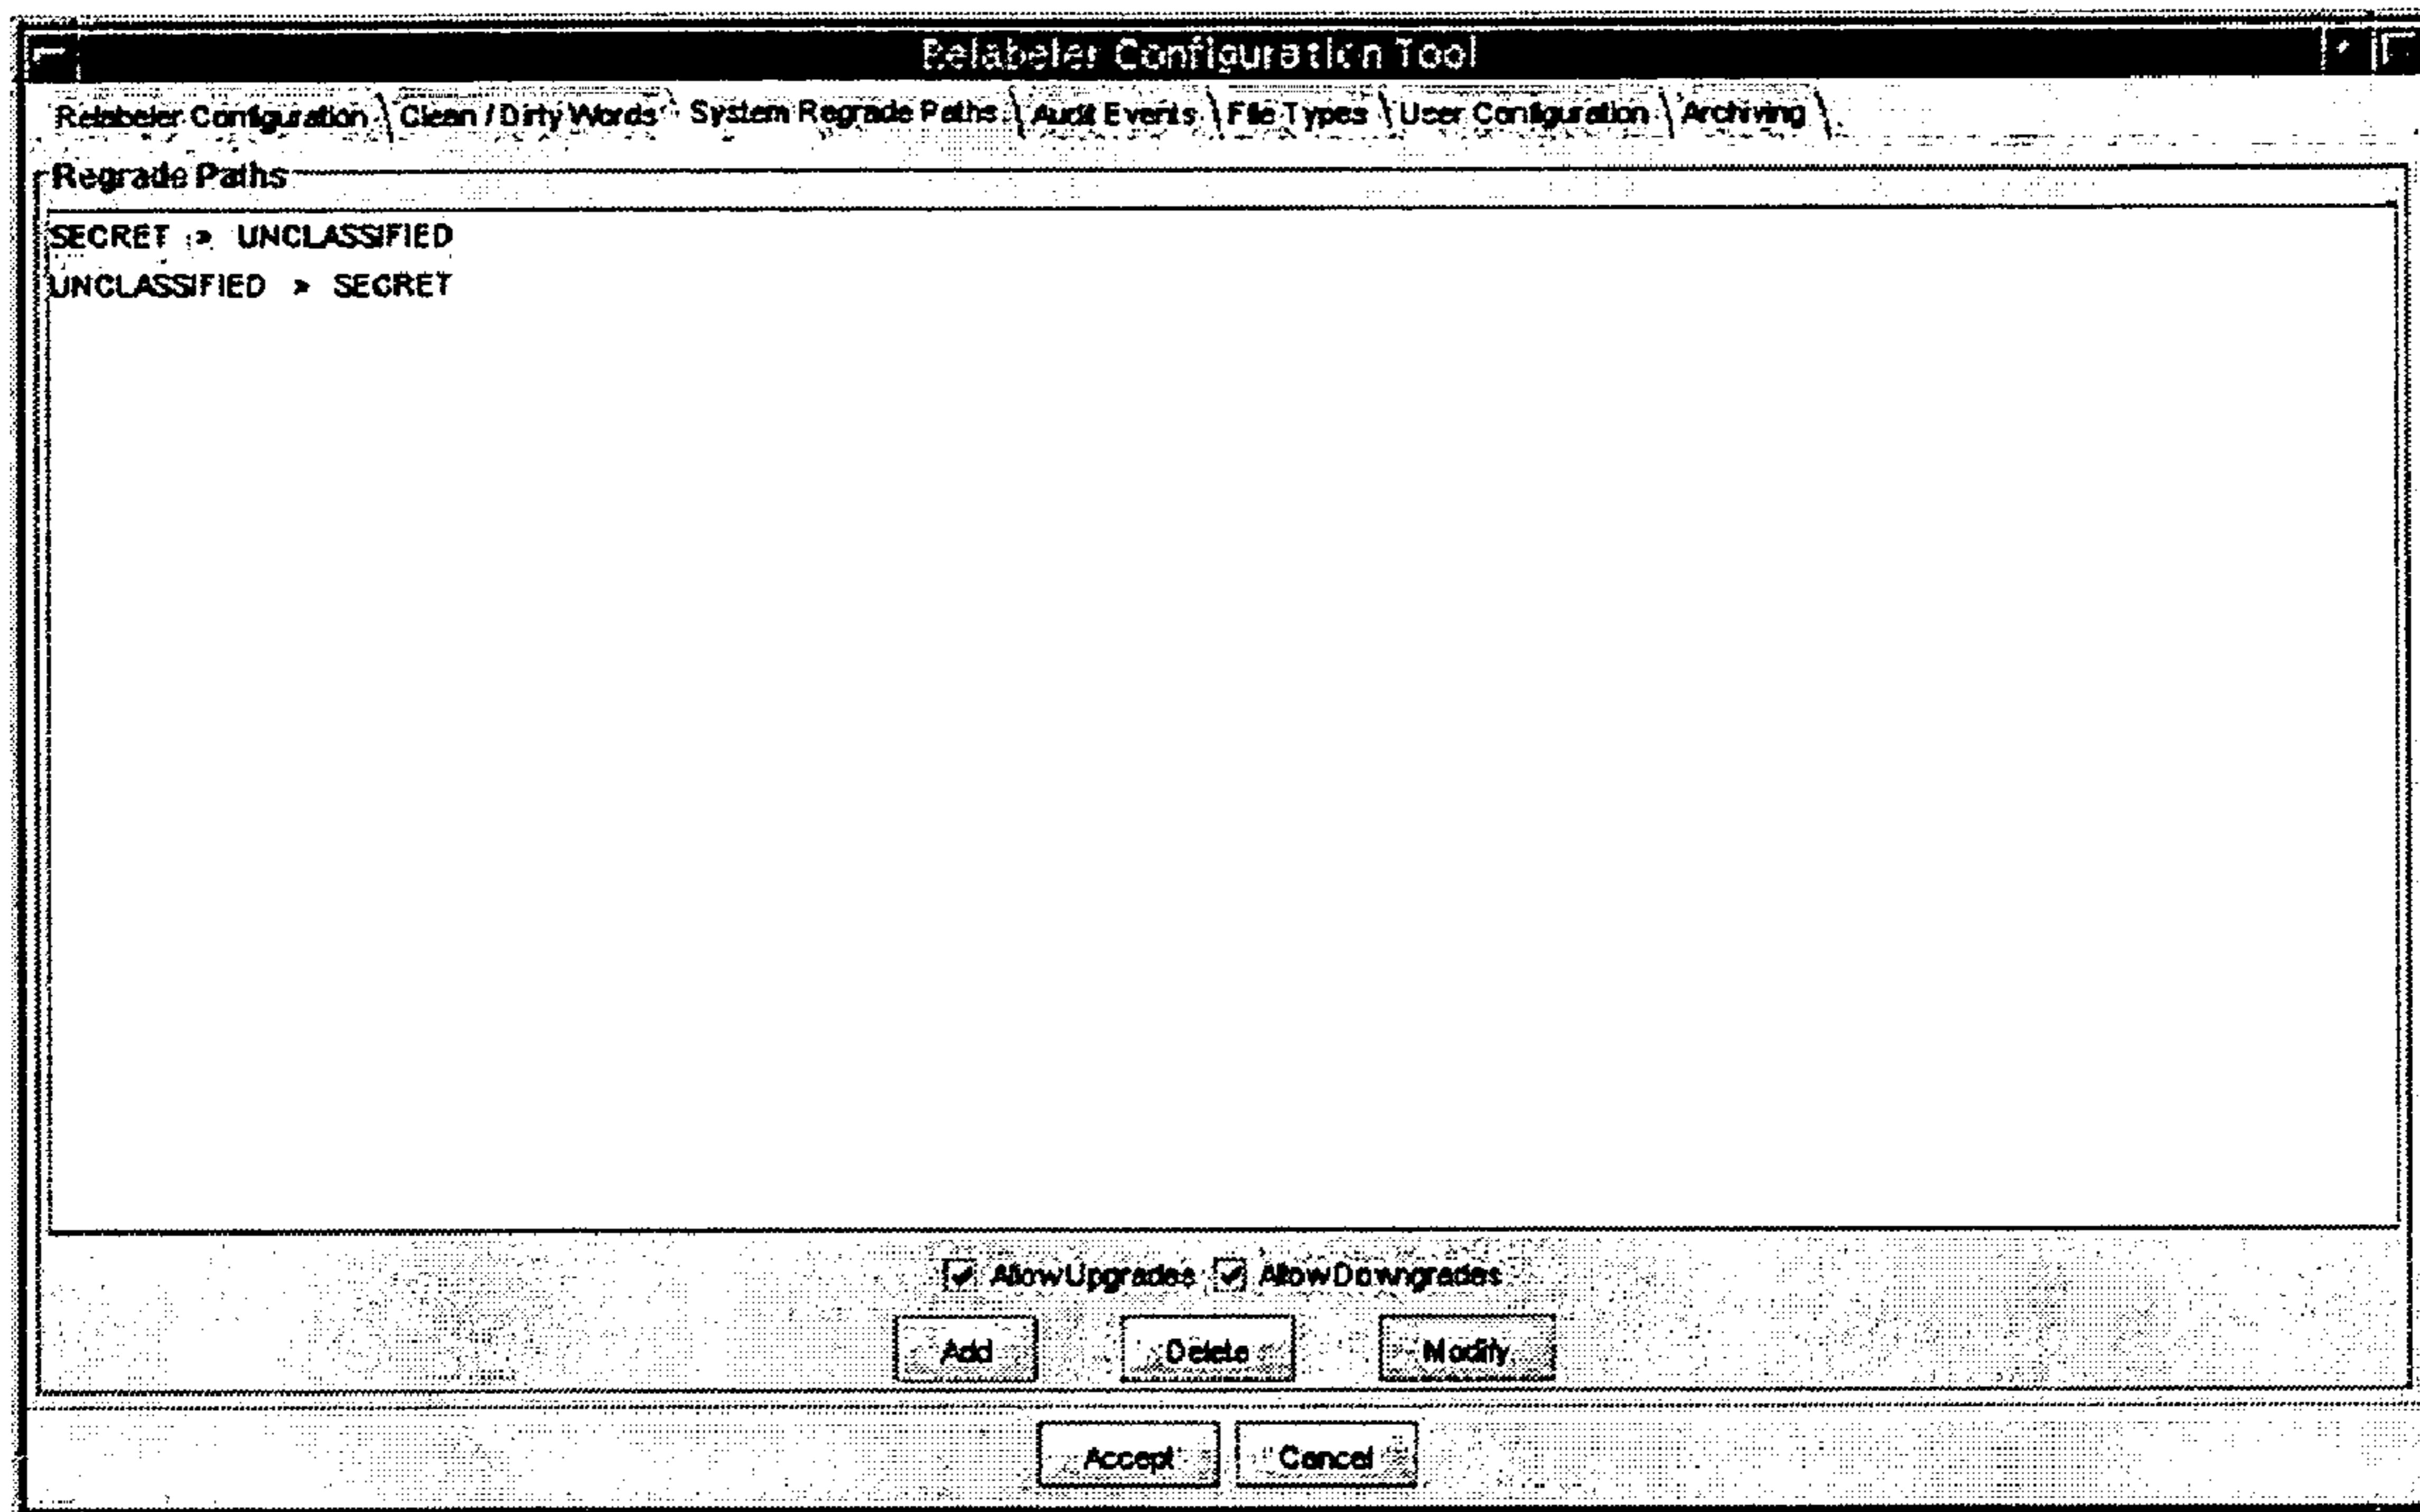 Relabeler Configuration Tool
Relabeler Configuration Clean / Dirty Words System Regrade Paths Audit Events File Types User Configuration Archiving
Regrade Paths
SECRET > UNCLASSIFIED
UNCLASSIFIED > SECRET
Allow Upgrades Allow Downgrades
Add Delete Modify
Accept Cancel